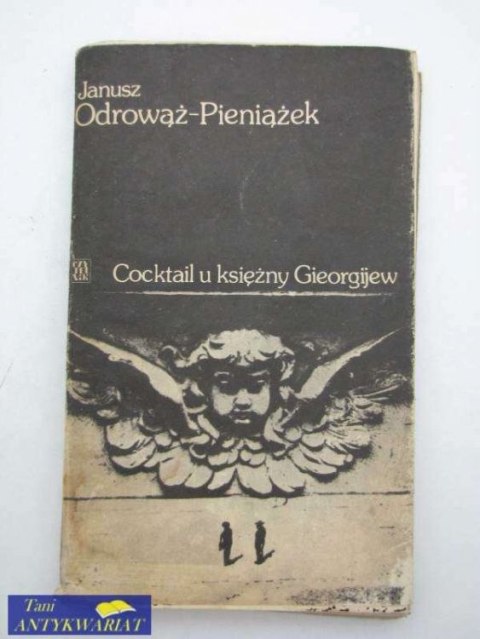 Janusz
Odrowąż-Pieniążek
Cocktail u księżny Gieorgijew
Tani
ANTYKWARIAT